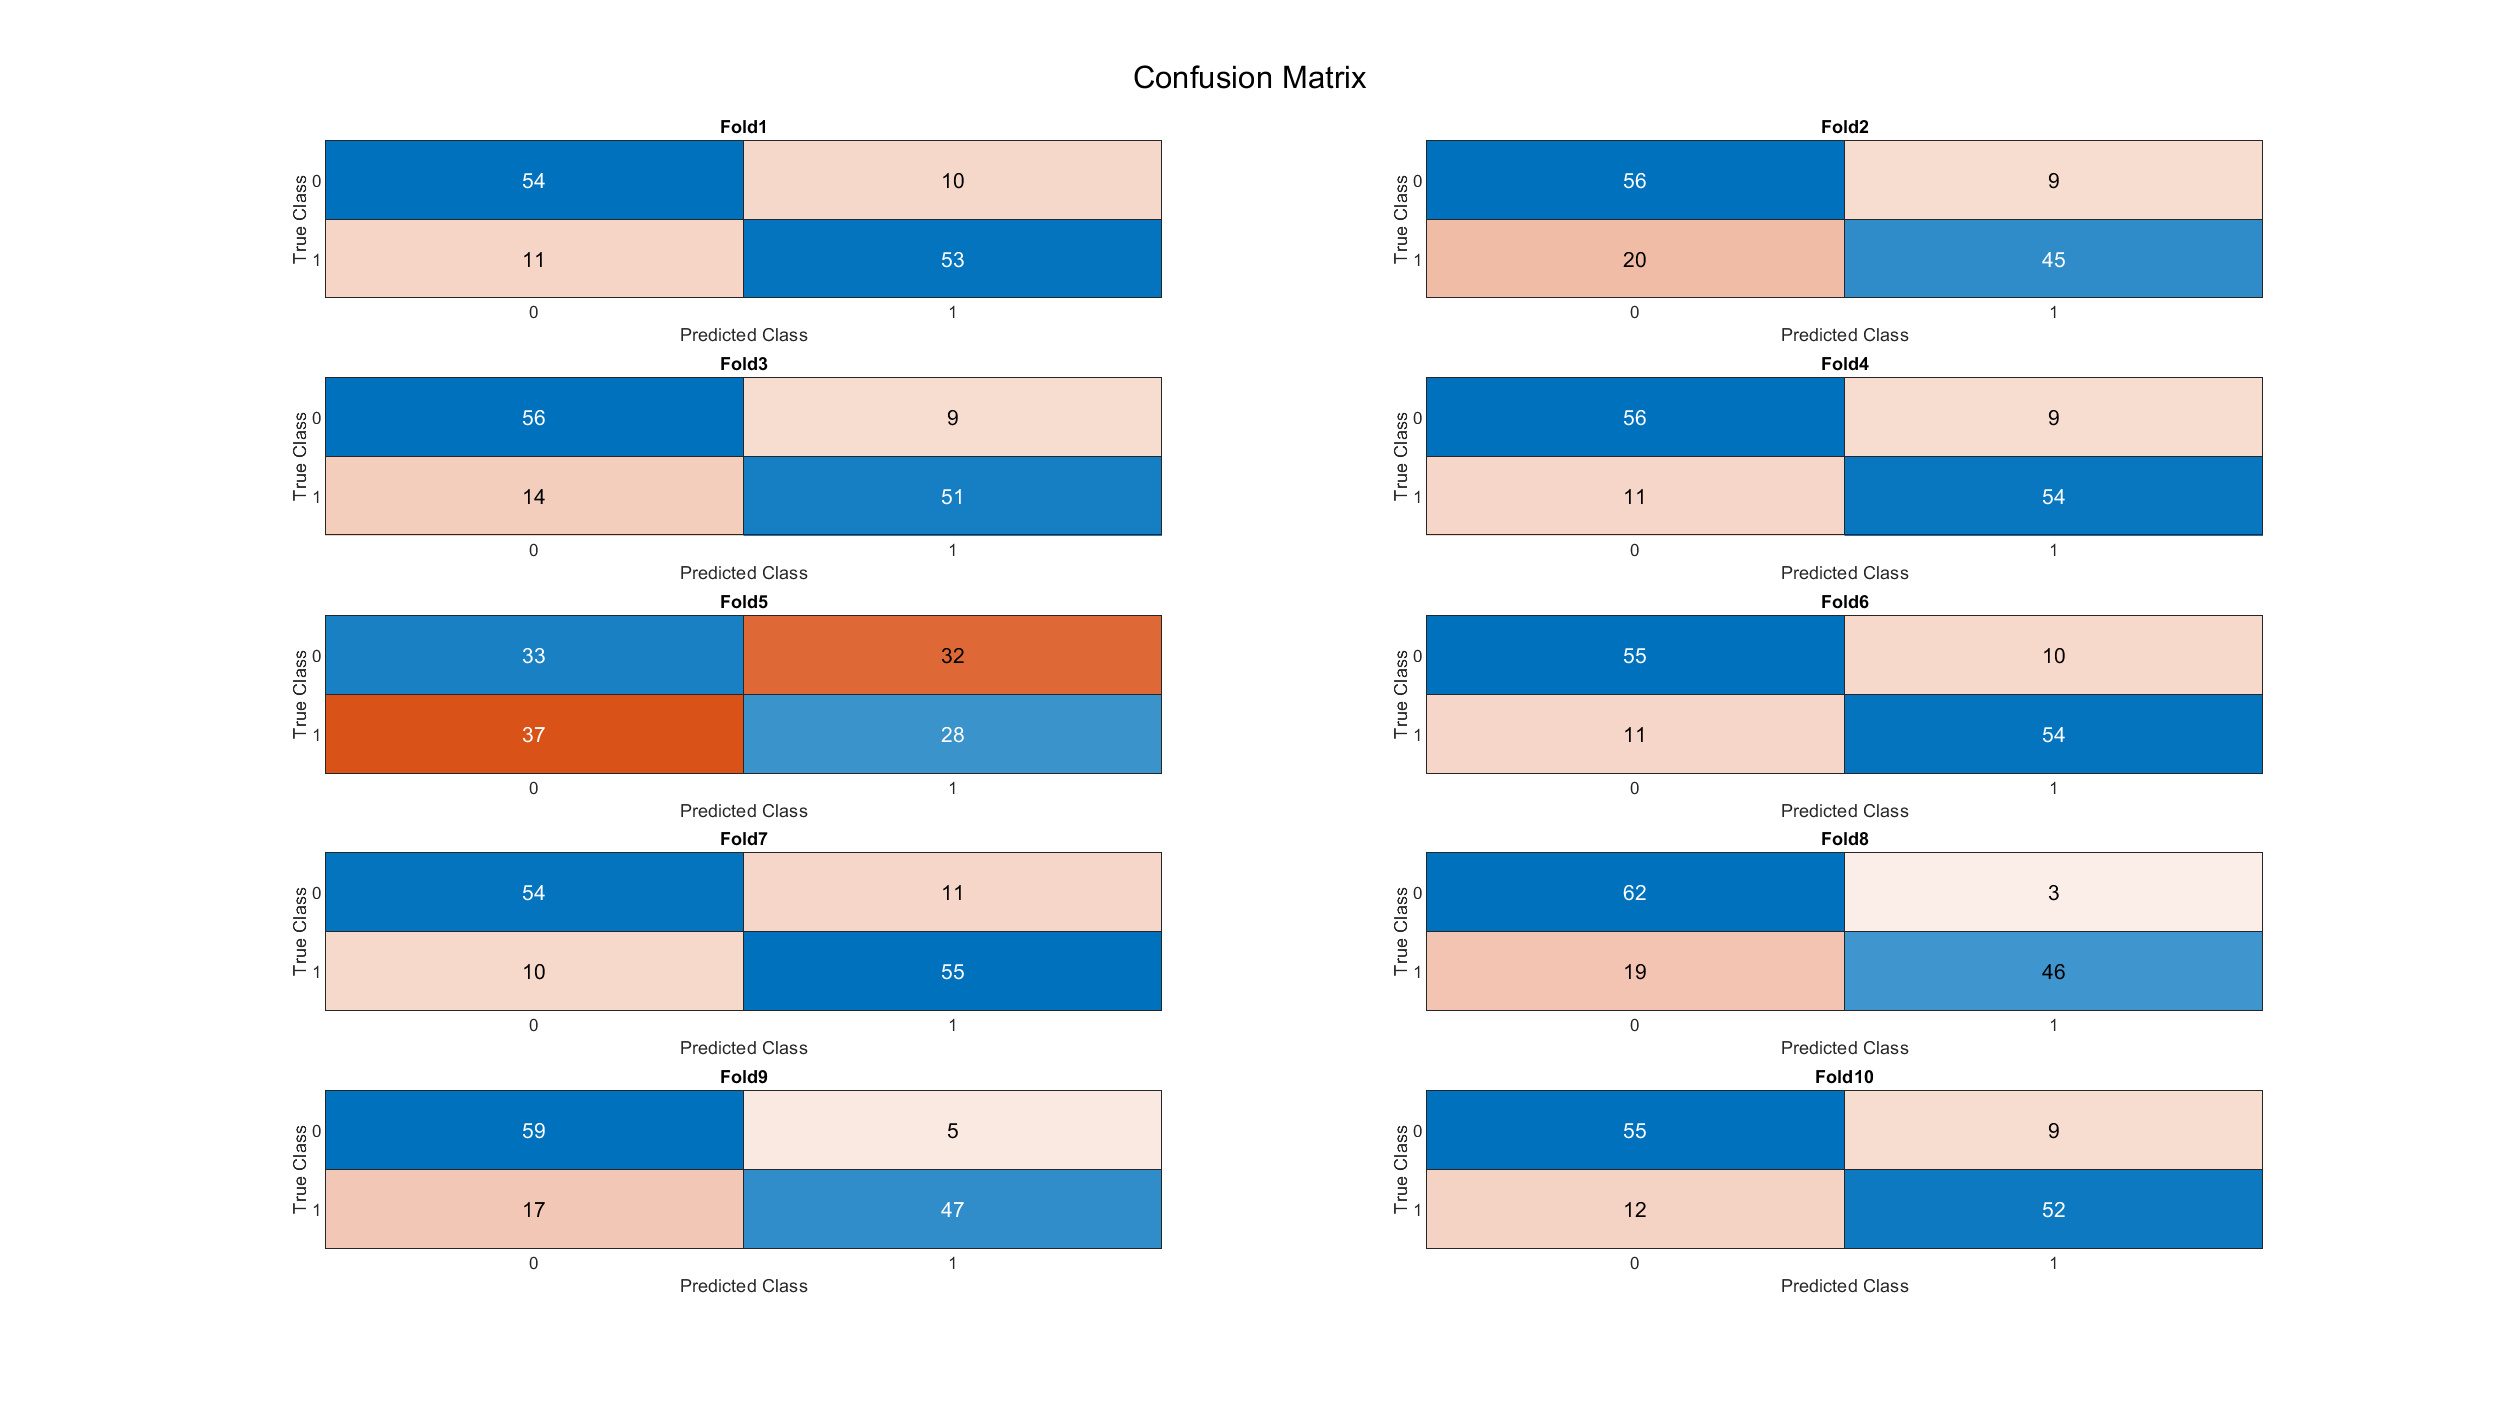 Confusion Matrix
Fold1
True Class
0
54
10
1
11
53
0
1
Predicted Class
Fold2
True Class
0
56
9
1
20
45
0
1
Predicted Class
Fold3
True Class
0
56
9
1
14
51
0
1
Predicted Class
Fold4
True Class
0
56
9
1
11
54
0
1
Predicted Class
Fold5
True Class
0
33
32
1
37
28
0
1
Predicted Class
Fold6
True Class
0
55
10
1
11
54
0
1
Predicted Class
Fold7
True Class
0
54
11
1
10
55
0
1
Predicted Class
Fold8
True Class
0
62
3
1
19
46
0
1
Predicted Class
Fold9
True Class
0
59
5
1
17
47
0
1
Predicted Class
Fold10
True Class
0
55
9
1
12
52
0
1
Predicted Class